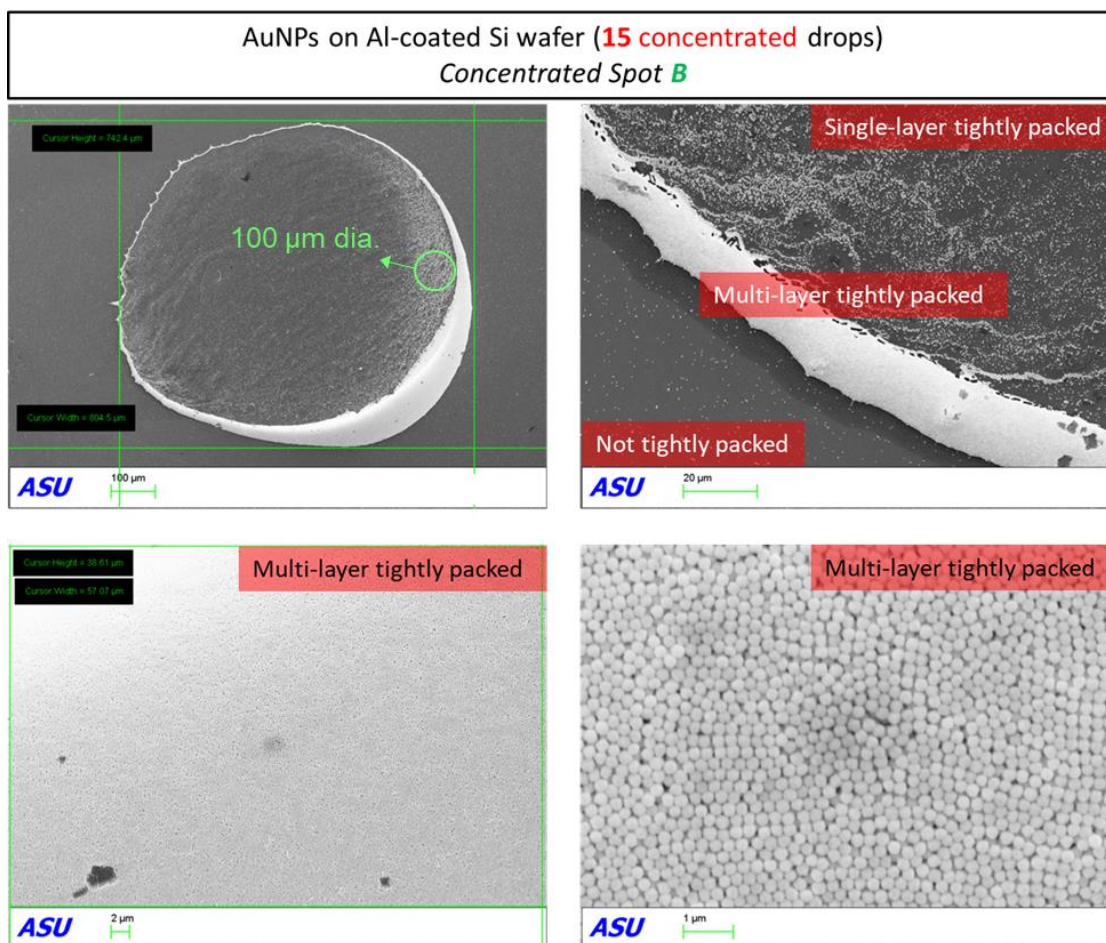 AuNPs on Al-coated Si wafer (15 concentrated drops)
Concentrated Spot B
Cursor Height = 742.4 µm
100 µm dia.
Cursor Width = 804.5 µm
ASU
100 µm
Single-layer tightly packed
Multi-layer tightly packed
Not tightly packed
ASU
20 µm
Cursor Height = 38.61 µm
Cursor Width = 57.07 µm
Multi-layer tightly packed
ASU
2 µm
Multi-layer tightly packed
ASU
1 µm